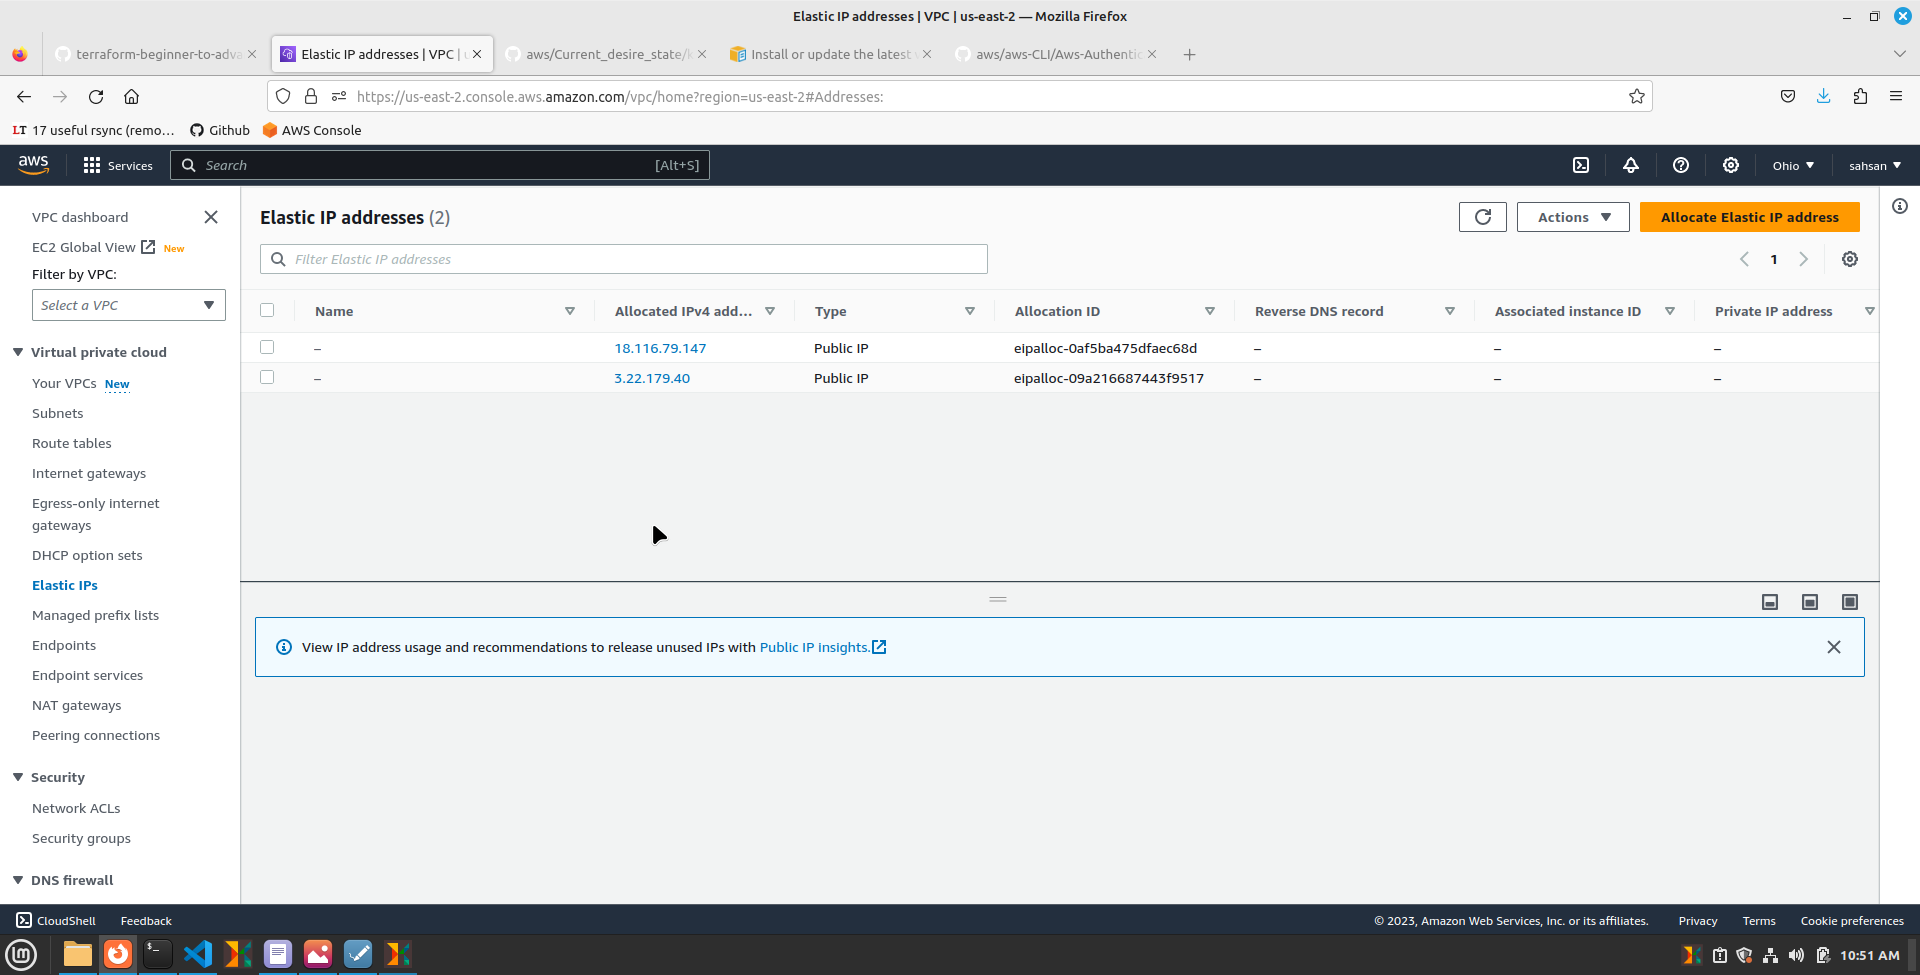 Elastic IP addresses | VPC | us-east-2 — Mozilla Firefox
terraform-beginner-to-adva
Elastic IP addresses | VPC |
aws/Current_desire_state/
Install or update the latest
aws/aws-CLI/Aws-Authentic
https://us-east-2.console.aws.amazon.com/vpc/home?region=us-east-2#Addresses:
LT 17 useful rsync (remo…
Github
AWS Console
aws
Services
Search
[Alt+S]
Ohio
sahsan
VPC dashboard
EC2 Global View New
Filter by VPC:
Select a VPC
Virtual private cloud
Your VPCs New
Subnets
Route tables
Internet gateways
Egress-only internet
gateways
DHCP option sets
Elastic IPs
Managed prefix lists
Endpoints
Endpoint services
NAT gateways
Peering connections
Security
Network ACLs
Security groups
DNS firewall
Elastic IP addresses (2)
Actions
Allocate Elastic IP address
Filter Elastic IP addresses
1
Name Allocated IPv4 add... Type Allocation ID Reverse DNS record Associated instance ID Private IP address
– 18.116.79.147 Public IP eipalloc-0af5ba475dfaec68d – – –
– 3.22.179.40 Public IP eipalloc-09a216687443f9517 – – –
View IP address usage and recommendations to release unused IPs with Public IP insights.
CloudShell
Feedback
© 2023, Amazon Web Services, Inc. or its affiliates.
Privacy
Terms
Cookie preferences
10:51 AM